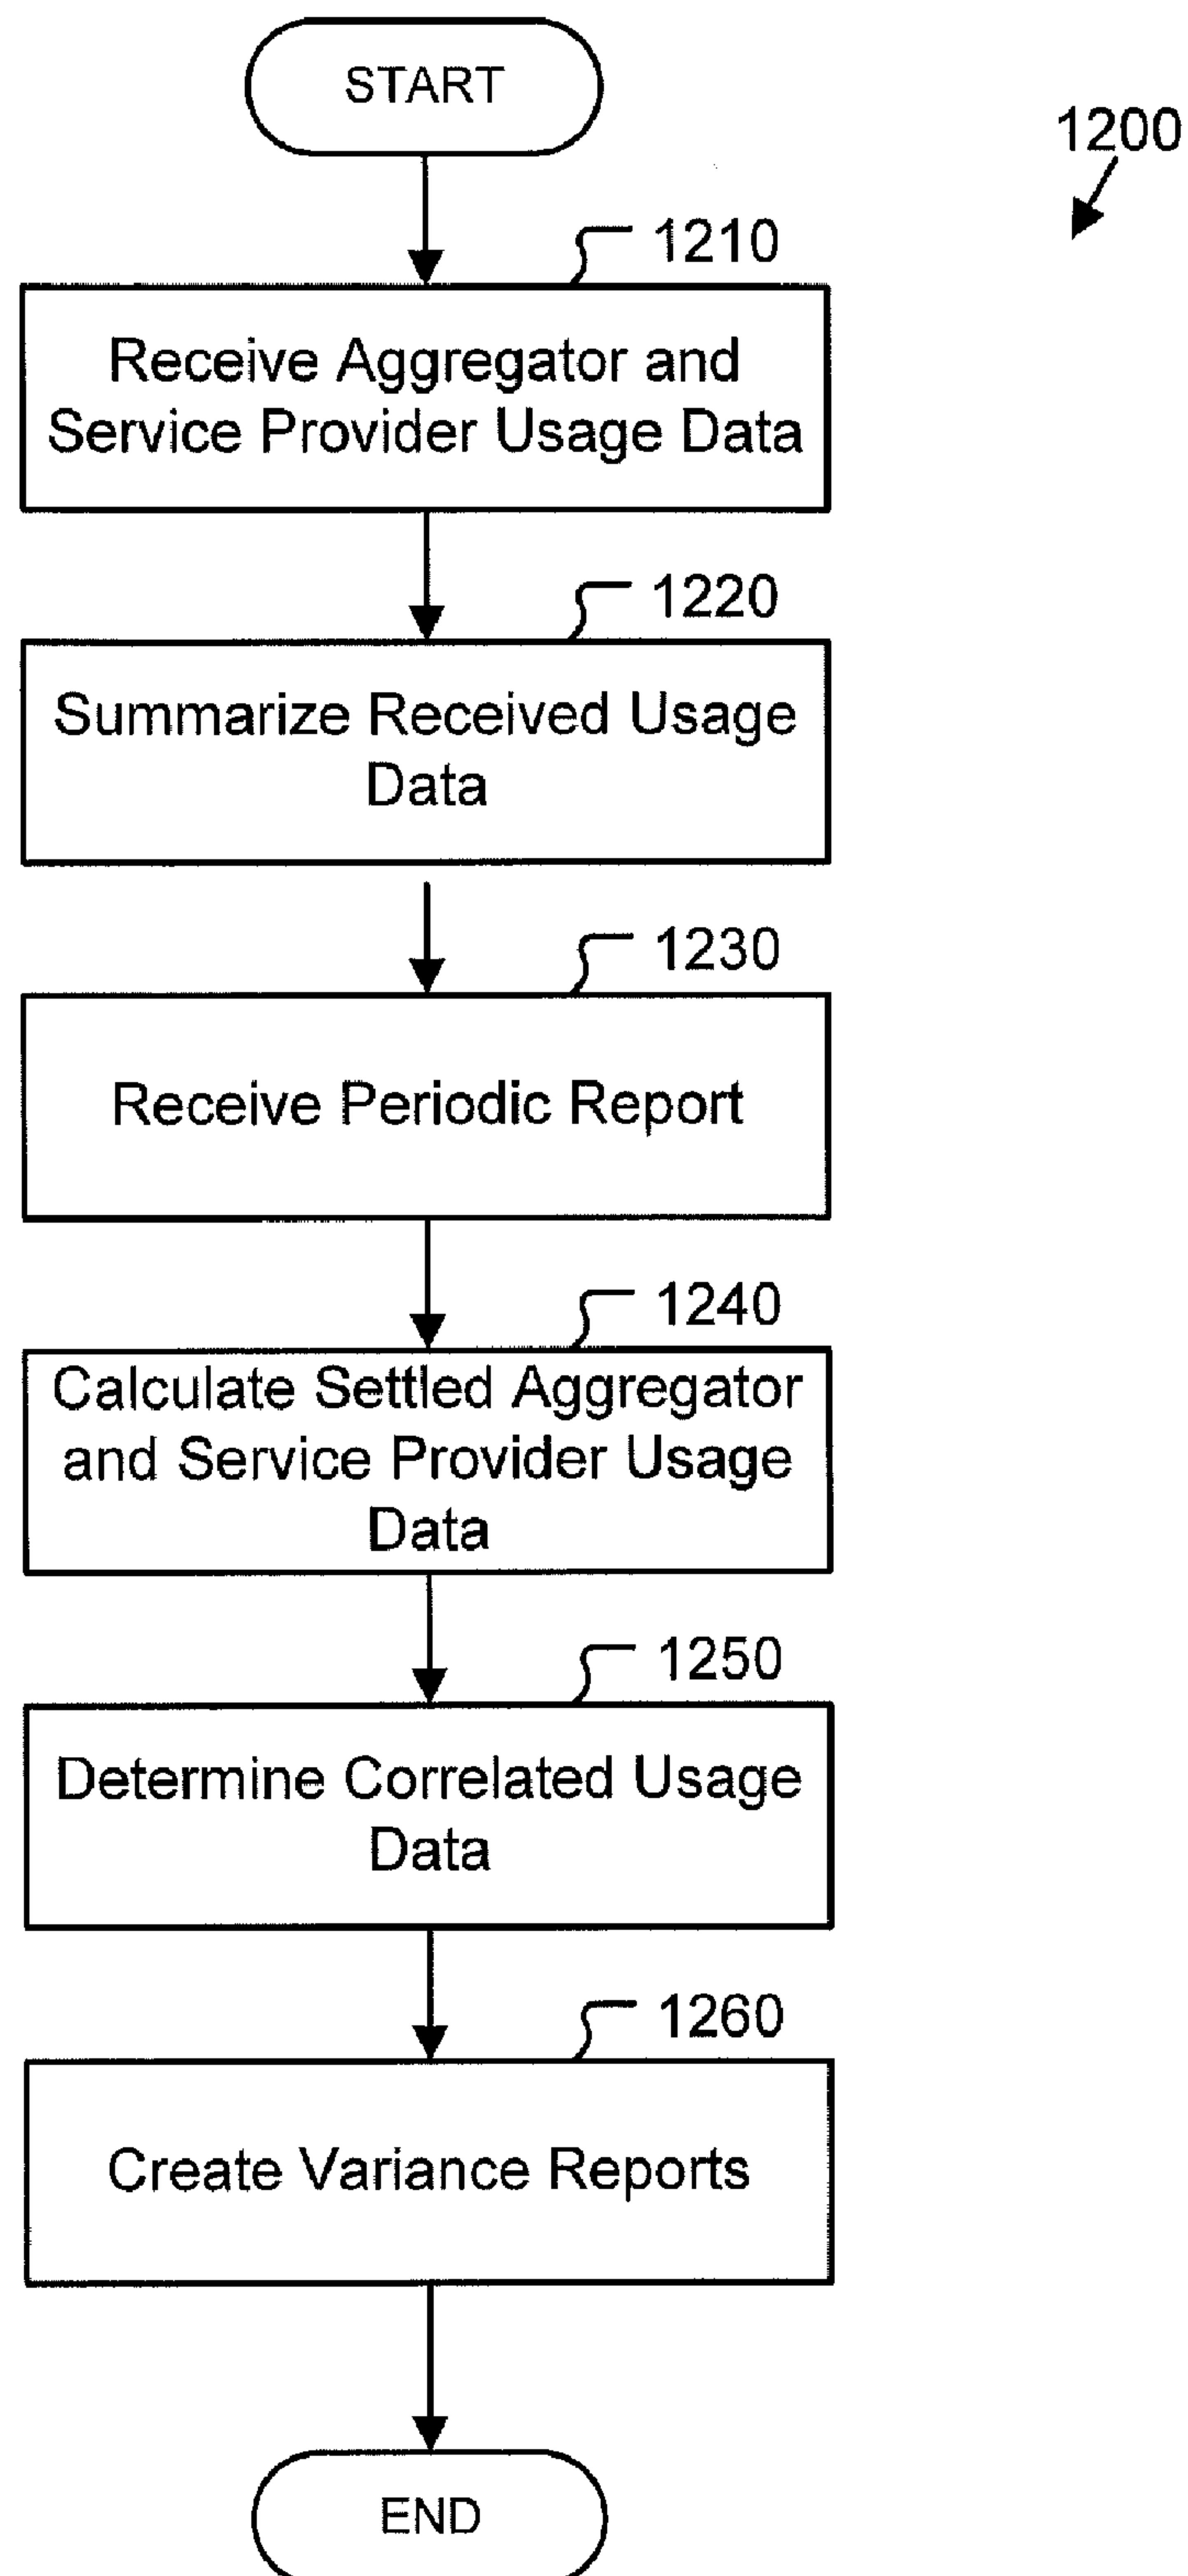 START
1200
1210
Receive Aggregator and
Service Provider Usage Data
1220
Summarize Received Usage
Data
1230
Receive Periodic Report
1240
Calculate Settled Aggregator
and Service Provider Usage
Data
1250
Determine Correlated Usage
Data
1260
Create Variance Reports
END